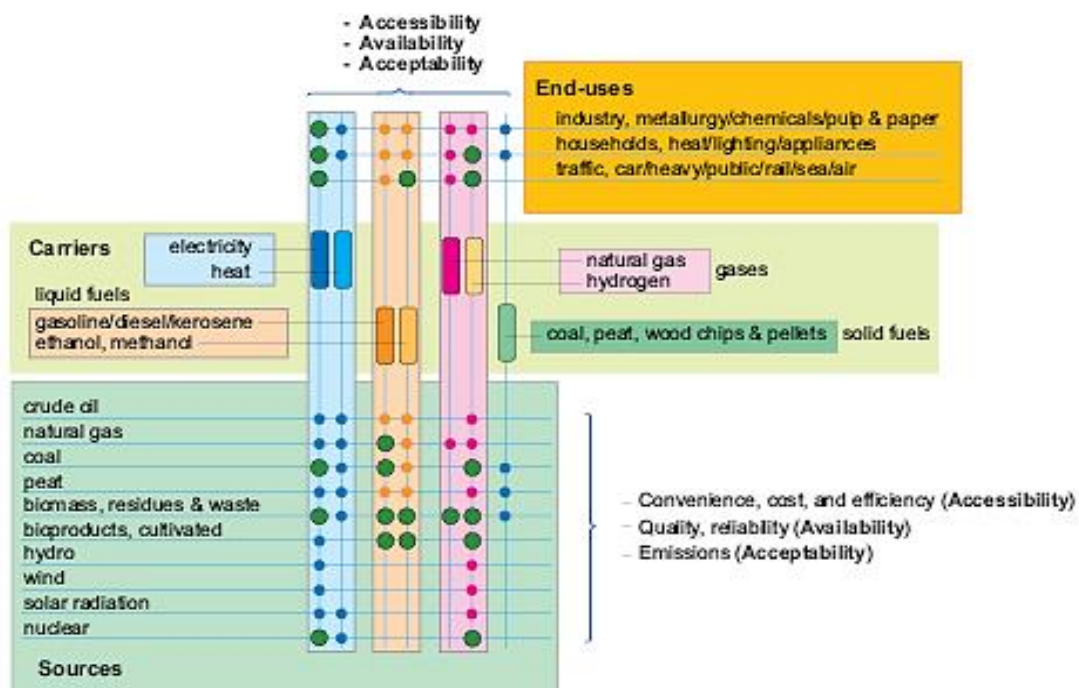 - Accessibility
- Availability
- Acceptability
End-uses
industry, metallurgy/chemicals/pulp & paper
households, heat/lighting/appliances
traffic, car/heavy/public/rail/sea/air
Carriers
electricity
heat
natural gas
hydrogen
gases
liquid fuels
gasoline/diesel/kerosene
ethanol, methanol
coal, peat, wood chips & pellets
solid fuels
crude oil
natural gas
coal
peat
biomass, residues & waste
bioproducts, cultivated
hydro
wind
solar radiation
nuclear
Sources
– Convenience, cost, and efficiency (Accessibility)
– Quality, reliability (Availability)
– Emissions (Acceptability)